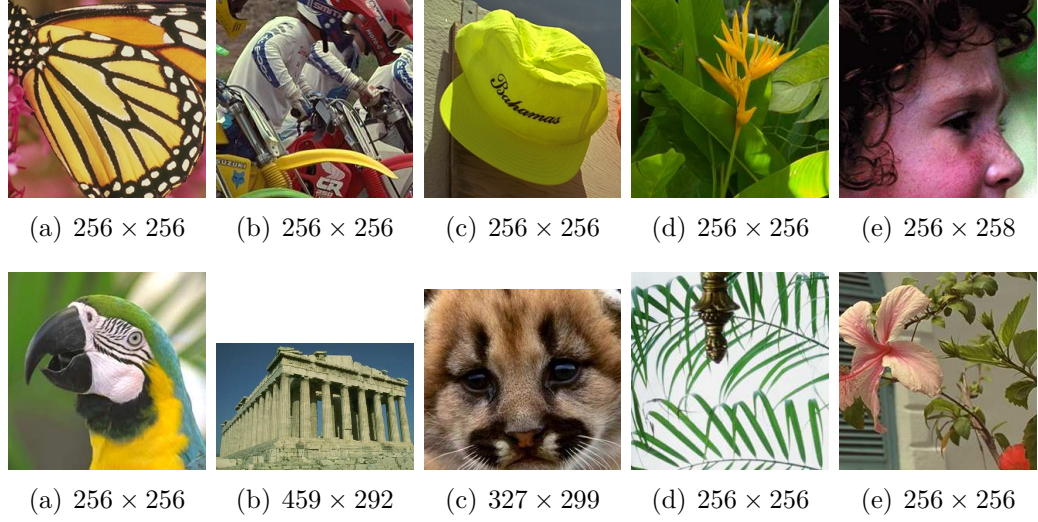 SUZUKI
Bahamas
(a) 256 × 256
(b) 256 × 256
(c) 256 × 256
(d) 256 × 256
(e) 256 × 258
(a) 256 × 256
(b) 459 × 292
(c) 327 × 299
(d) 256 × 256
(e) 256 × 256